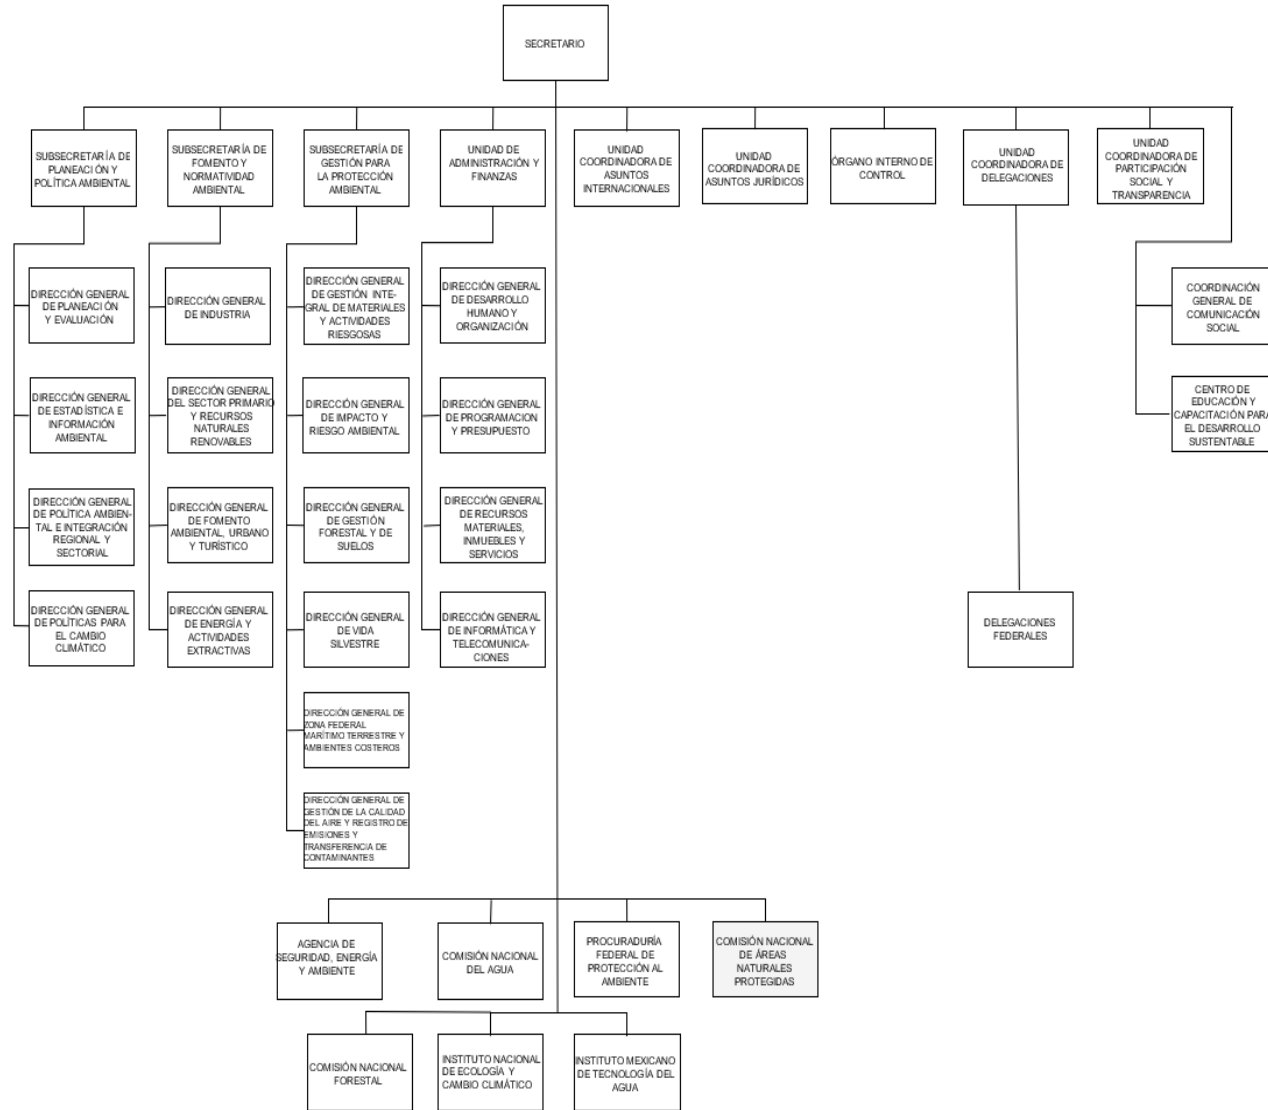 SECRETARIO
SUBSECRETARÍA DE
PLANEACIÓN Y
POLÍTICA AMBIENTAL
SUBSECRETARÍA DE
FOMENTO Y
NORMATIVIDAD
AMBIENTAL
SUBSECRETARÍA DE
GESTIÓN PARA
LA PROTECCIÓN
AMBIENTAL
UNIDAD DE
ADMINISTRACIÓN Y
FINANZAS
UNIDAD
COORDINADORA DE
ASUNTOS
INTERNACIONALES
UNIDAD
COORDINADORA DE
ASUNTOS JURÍDICOS
ÓRGANO INTERNO DE
CONTROL
UNIDAD
COORDINADORA DE
DELEGACIONES
UNIDAD
COORDINADORA DE
PARTICIPACIÓN
SOCIAL Y
TRANSPARENCIA
DIRECCIÓN GENERAL
DE PLANEACIÓN
Y EVALUACIÓN
DIRECCIÓN GENERAL
DE INDUSTRIA
DIRECCIÓN GENERAL
DE GESTIÓN INTE-
GRAL DE MATERIALES
Y ACTIVIDADES
RIESGOSAS
DIRECCIÓN GENERAL
DE DESARROLLO
HUMANO Y
ORGANIZACIÓN
COORDINACIÓN
GENERAL DE
COMUNICACIÓN
SOCIAL
DIRECCIÓN GENERAL
DE ESTADÍSTICA E
INFORMACIÓN
AMBIENTAL
DIRECCIÓN GENERAL
DEL SECTOR PRIMARIO
Y RECURSOS
NATURALES
RENOVABLES
DIRECCIÓN GENERAL
DE IMPACTO Y
RIESGO AMBIENTAL
DIRECCIÓN GENERAL
DE PROGRAMACION
Y PRESUPUESTO
CENTRO DE
EDUCACIÓN Y
CAPACITACIÓN PARA
EL DESARROLLO
SUSTENTABLE
DIRECCIÓN GENERAL
DE POLÍTICA AMBIEN-
TAL E INTEGRACIÓN
REGIONAL Y
SECTORIAL
DIRECCIÓN GENERAL
DE FOMENTO
AMBIENTAL, URBANO
Y TURÍSTICO
DIRECCIÓN GENERAL
DE GESTIÓN
FORESTAL Y DE
SUELOS
DIRECCIÓN GENERAL
DE RECURSOS
MATERIALES,
INMUEBLES Y
SERVICIOS
DIRECCIÓN GENERAL
DE POLÍTICAS PARA
EL CAMBIO
CLIMÁTICO
DIRECCIÓN GENERAL
DE ENERGÍA Y
ACTIVIDADES
EXTRACTIVAS
DIRECCIÓN GENERAL
DE VIDA
SILVESTRE
DIRECCIÓN GENERAL
DE INFORMÁTICA Y
TELECOMUNICA-
CIONES
DELEGACIONES
FEDERALES
DIRECCIÓN GENERAL DE
ZONA FEDERAL
MARÍTIMO TERRESTRE Y
AMBIENTES COSTEROS
DIRECCIÓN GENERAL DE
GESTIÓN DE LA CALIDAD
DEL AIRE Y REGISTRO DE
EMISIONES Y
TRANSFERENCIA DE
CONTAMINANTES
AGENCIA DE
SEGURIDAD, ENERGÍA
Y AMBIENTE
COMISIÓN NACIONAL
DEL AGUA
PROCURADURÍA
FEDERAL DE
PROTECCIÓN AL
AMBIENTE
COMISIÓN NACIONAL
DE ÁREAS
NATURALES
PROTEGIDAS
COMISIÓN NACIONAL
FORESTAL
INSTITUTO NACIONAL
DE ECOLOGÍA Y
CAMBIO CLIMÁTICO
INSTITUTO MEXICANO
DE TECNOLOGÍA DEL
AGUA